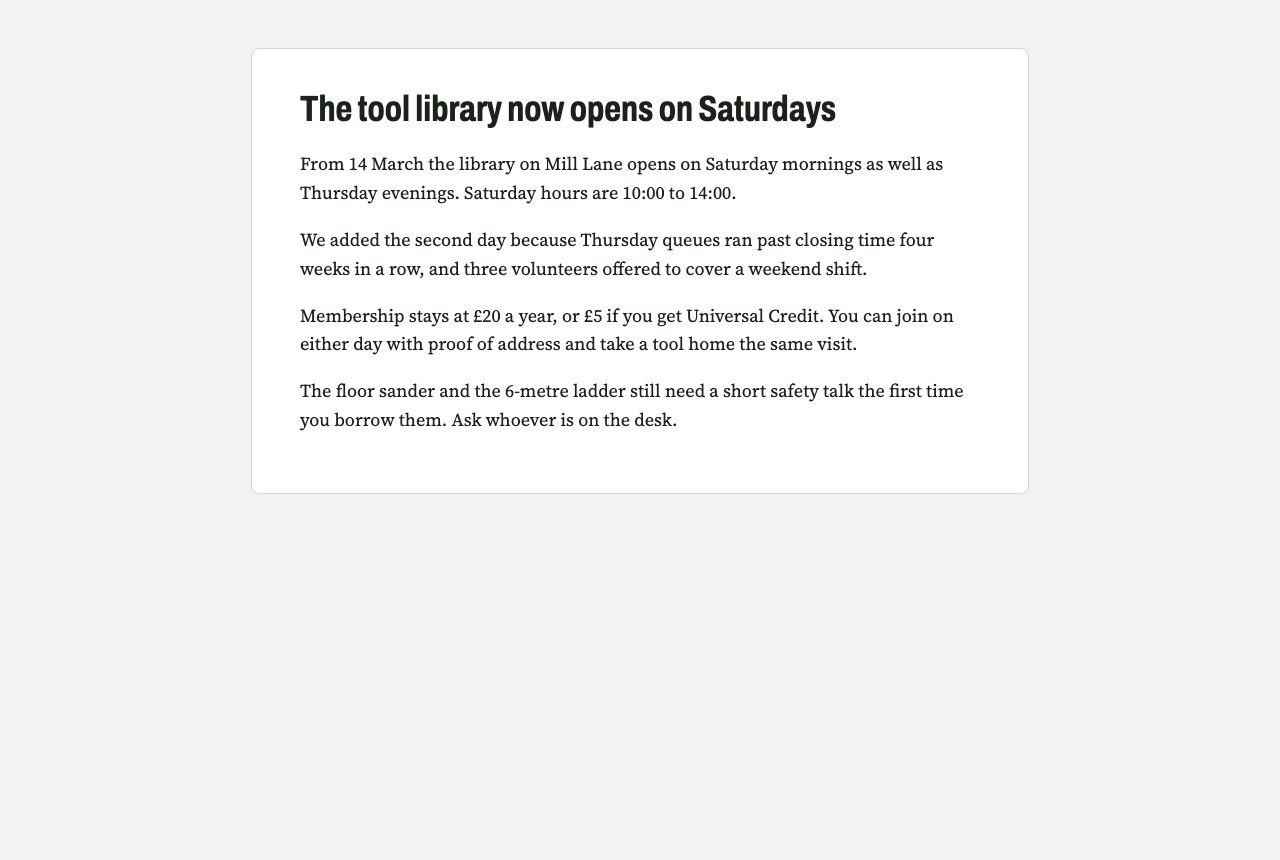 The tool library now opens on Saturdays
From 14 March the library on Mill Lane opens on Saturday mornings as well as
Thursday evenings. Saturday hours are 10:00 to 14:00.
We added the second day because Thursday queues ran past closing time four
weeks in a row, and three volunteers offered to cover a weekend shift.
Membership stays at £20 a year, or £5 if you get Universal Credit. You can join on
either day with proof of address and take a tool home the same visit.
The floor sander and the 6-metre ladder still need a short safety talk the first time
you borrow them. Ask whoever is on the desk.